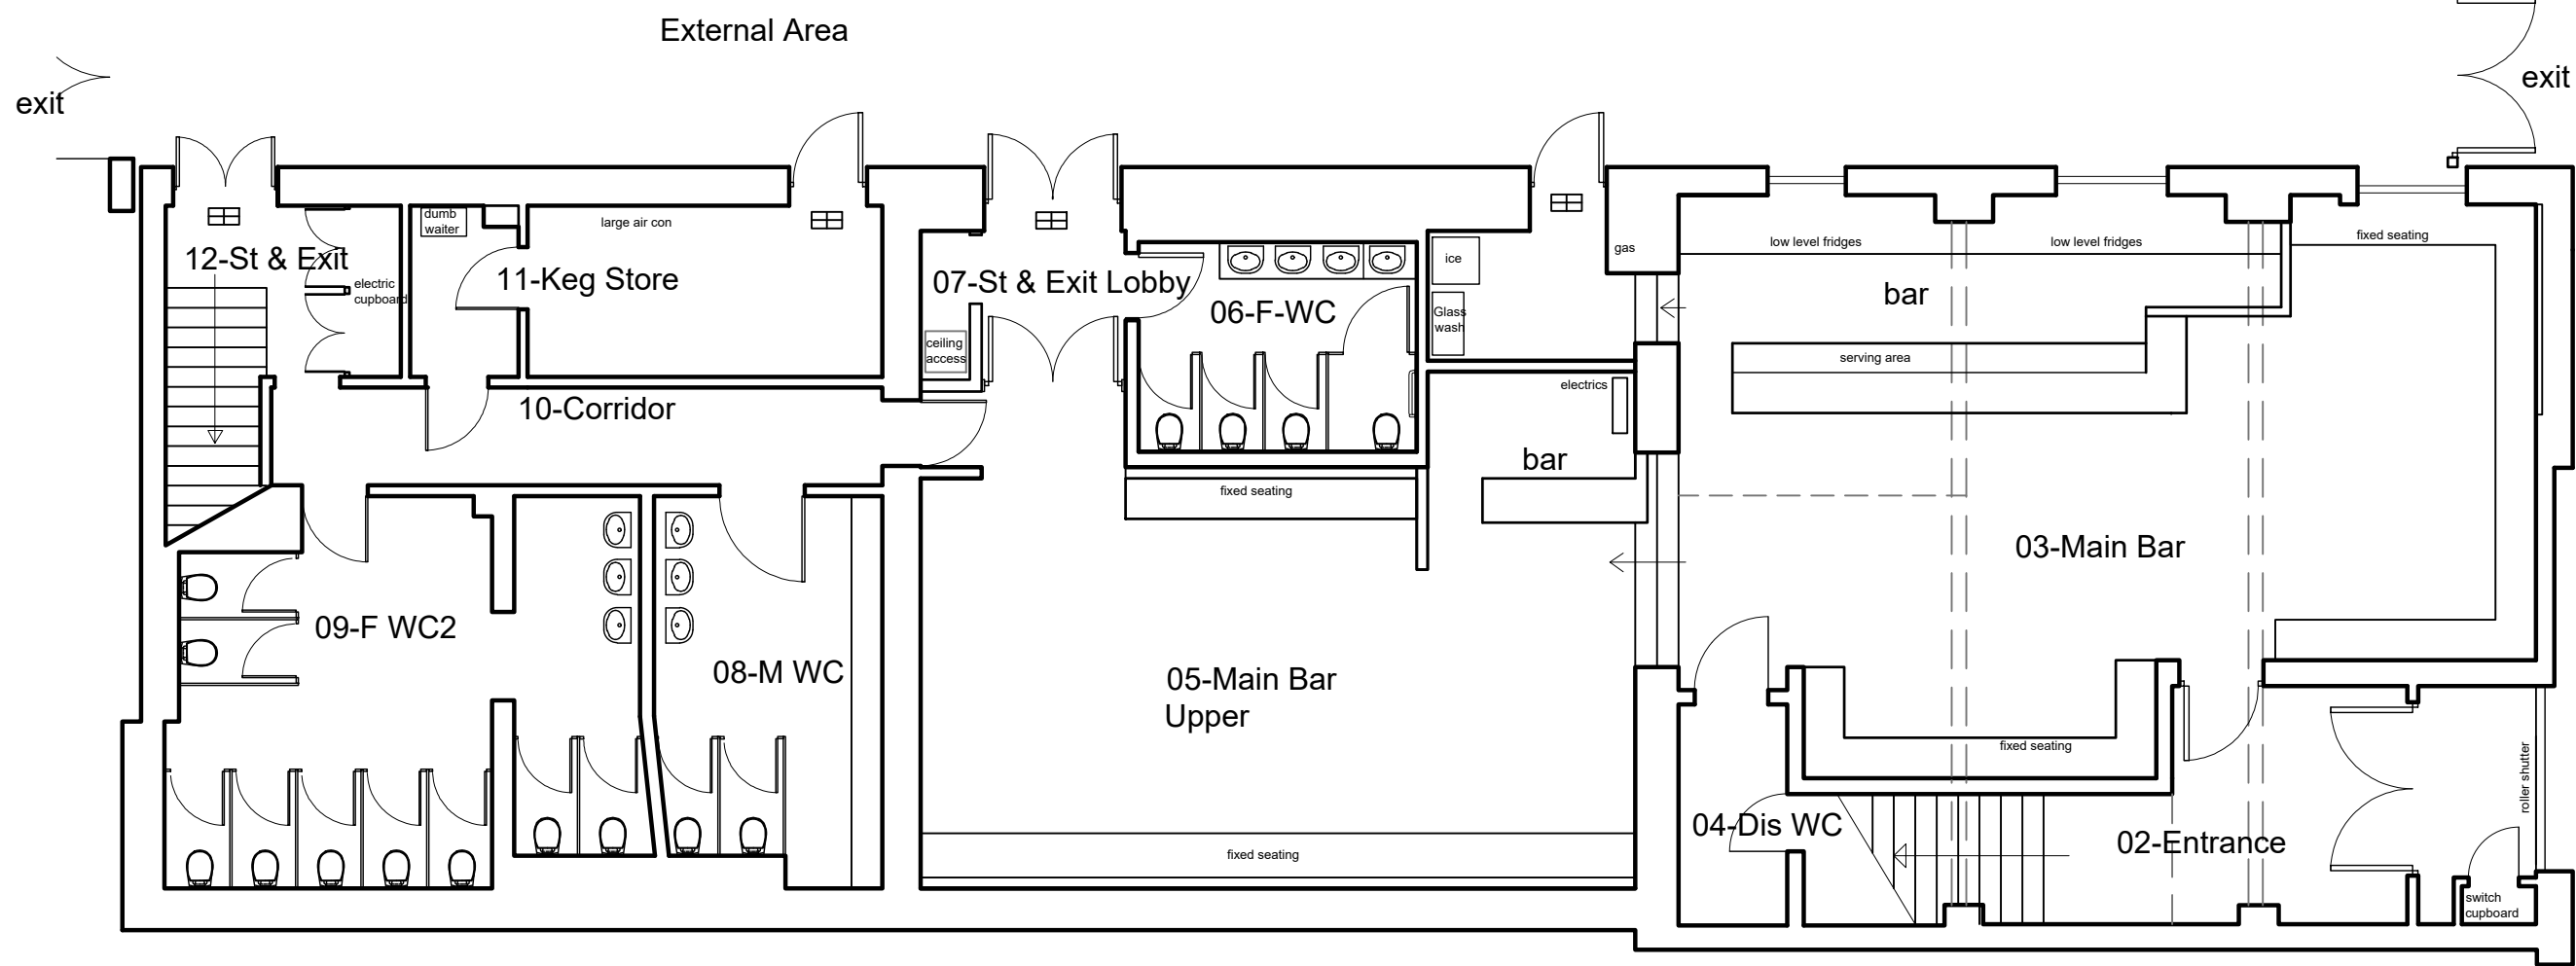 External Area
exit
exit
dumb
waiter
large air con
12-St & Exit
electric
cupboard
11-Keg Store
07-St & Exit Lobby
ceiling
access
06-F-WC
ice
Glass
wash
gas
low level fridges
low level fridges
fixed seating
bar
serving area
electrics
10-Corridor
bar
fixed seating
03-Main Bar
09-F WC2
08-M WC
05-Main Bar
Upper
fixed seating
roller shutter
04-Dis WC
02-Entrance
fixed seating
switch
cupboard